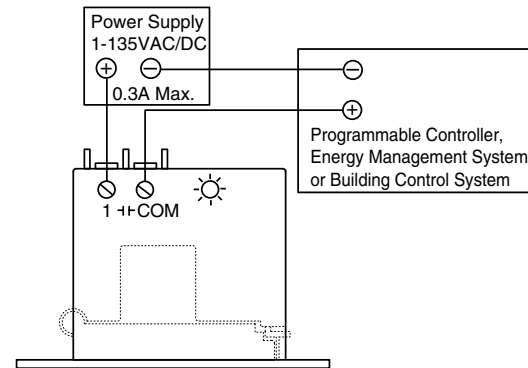 Power Supply
1-135VAC/DC
+ −
0.3A Max.
−
+
Programmable Controller,
Energy Management System
or Building Control System
1 ⊣⊢ COM